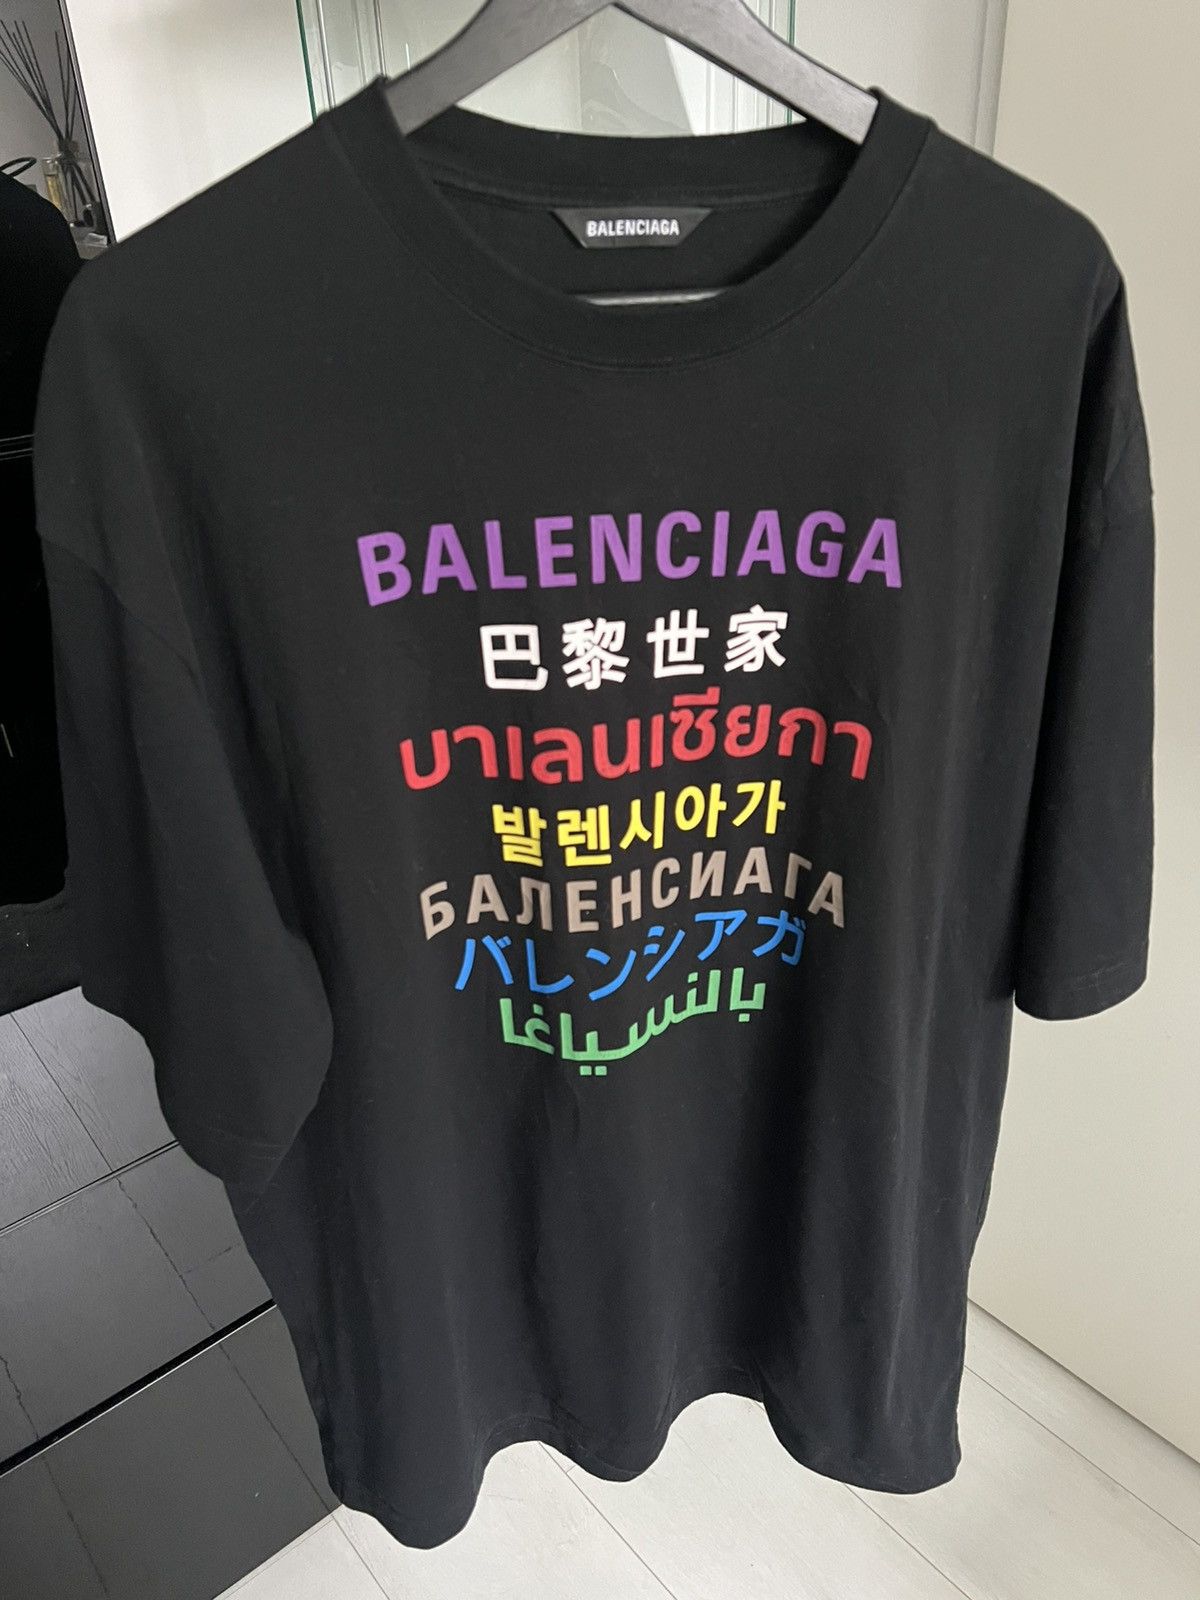 BALENCIAGA
BALENCIAGA
巴黎世家
บาเลนเซียกา
발렌시아가
БАЛЕНСИАГА
バレンシアガ
بالنسياغا